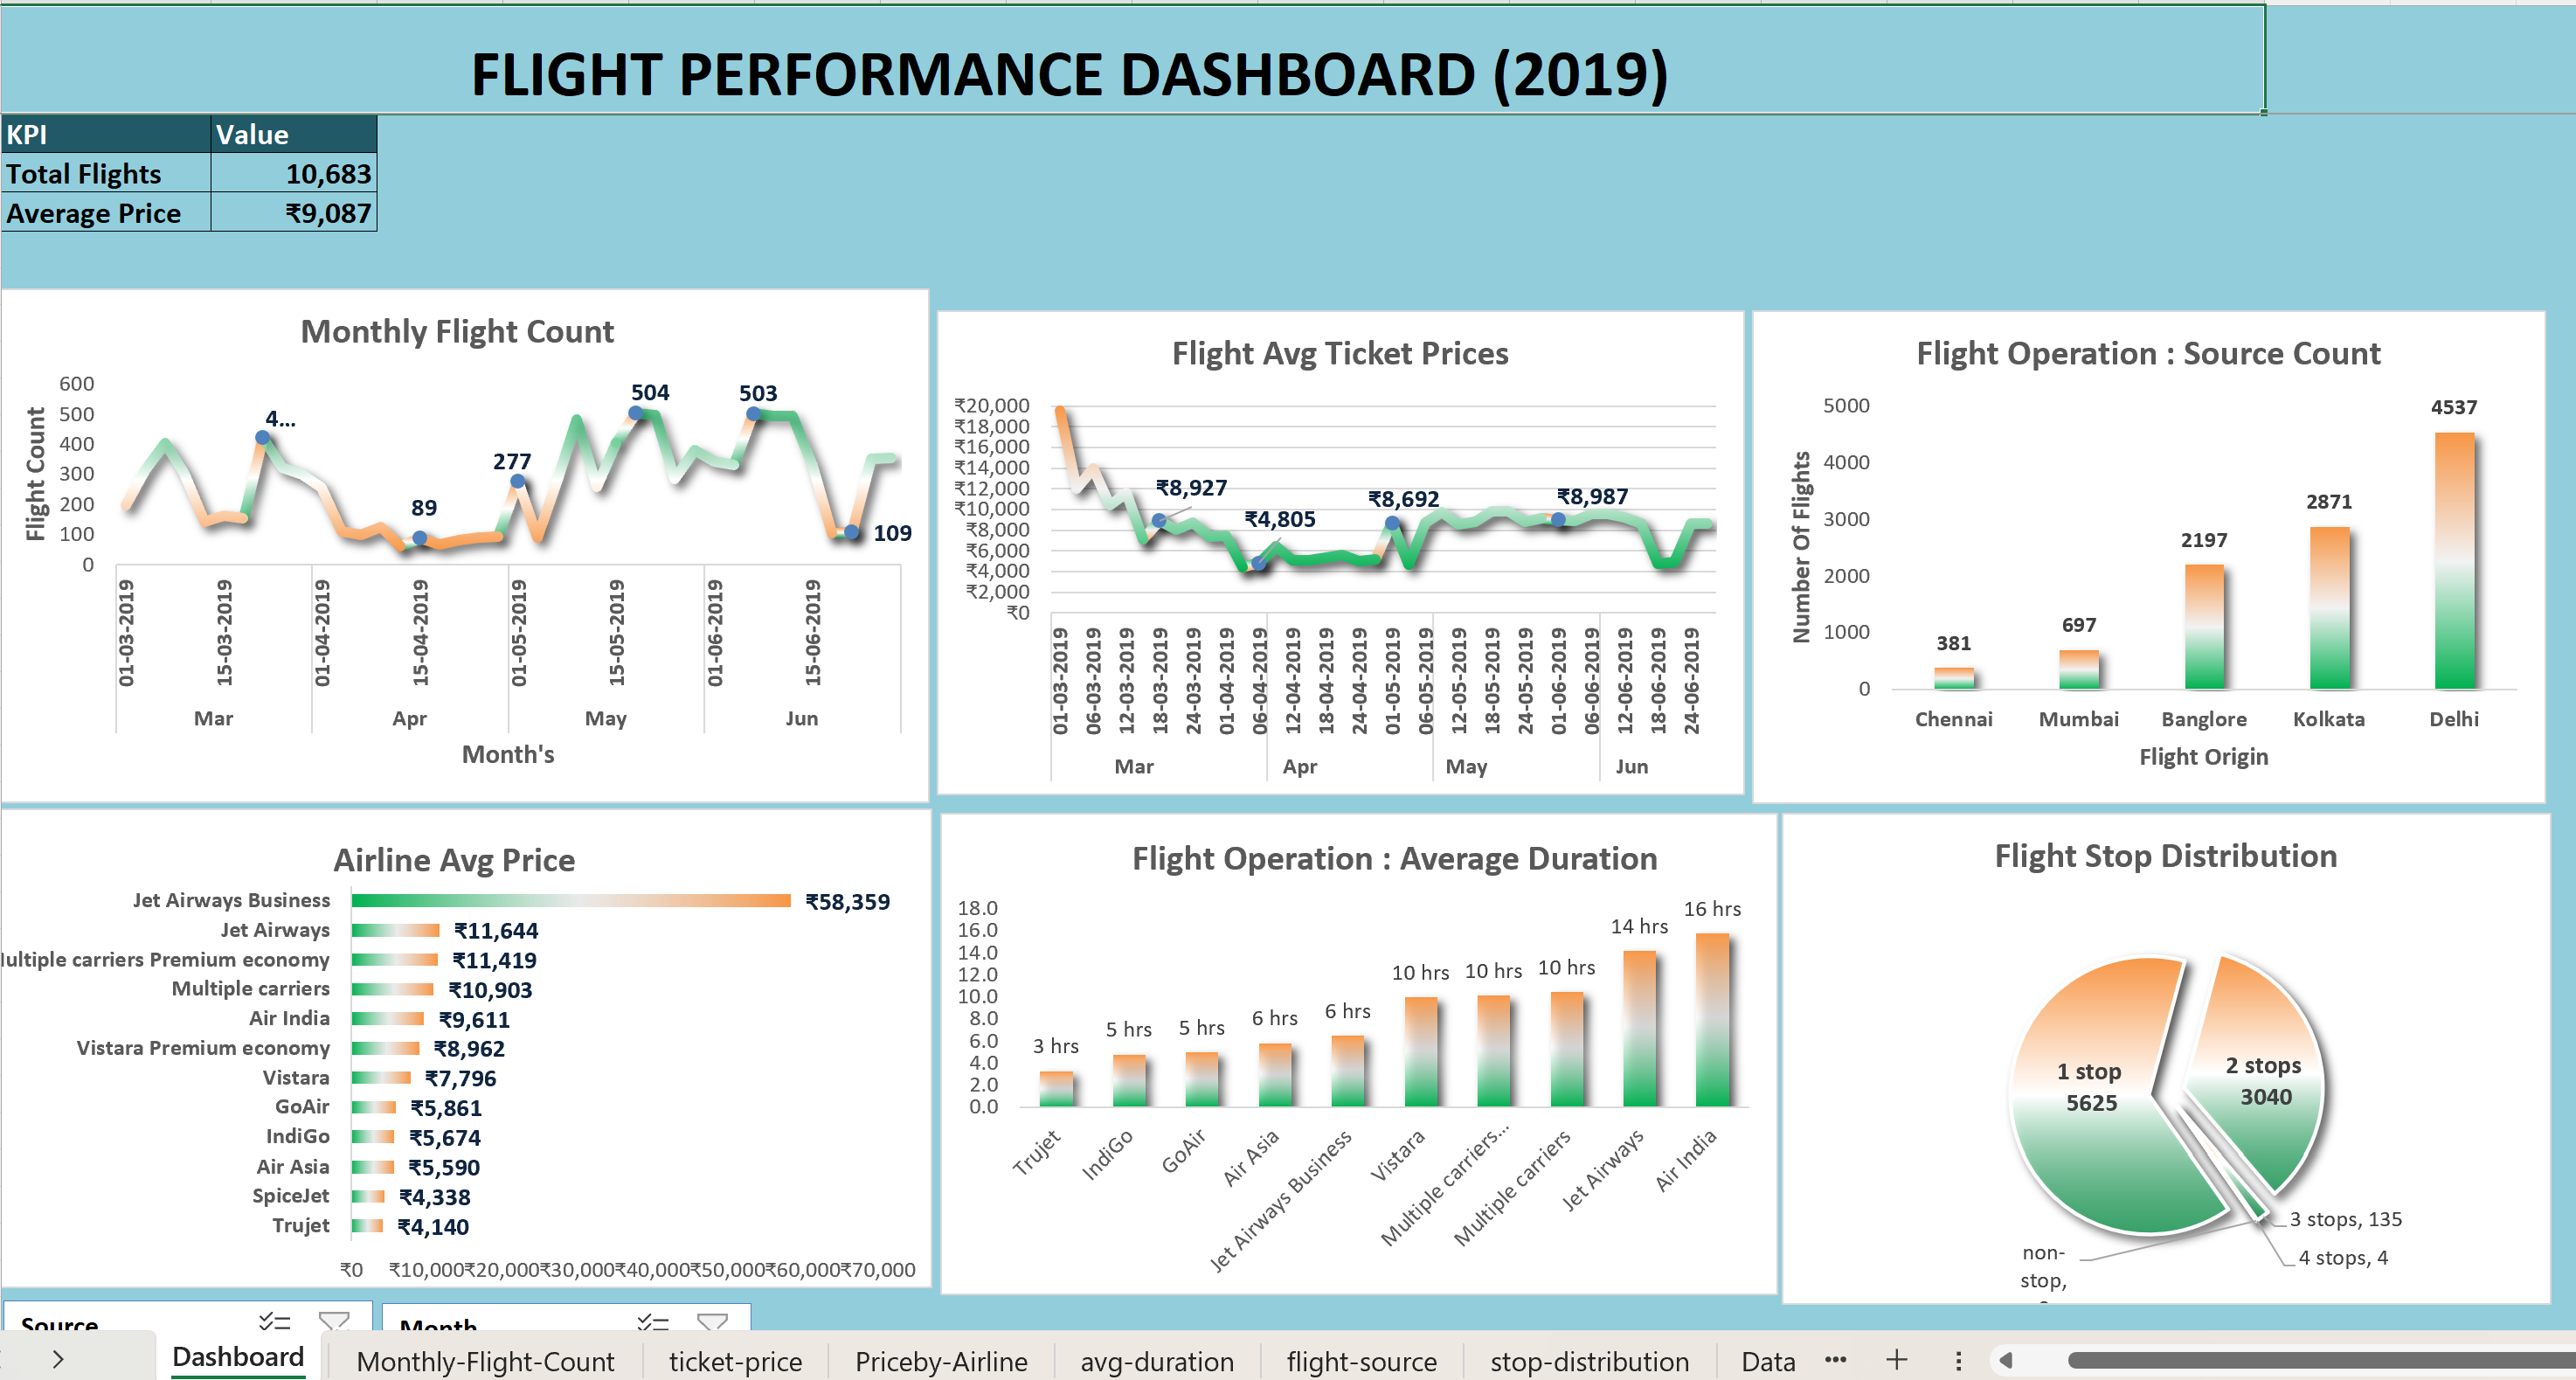 FLIGHT PERFORMANCE DASHBOARD (2019)
KPI Value
Total Flights 10,683
Average Price ₹9,087
Monthly Flight Count
Flight Count
600
500
400
300
200
100
0
4...
89
277
504
503
109
01-03-2019
15-03-2019
01-04-2019
15-04-2019
01-05-2019
15-05-2019
01-06-2019
15-06-2019
Mar Apr May Jun
Month's
Flight Avg Ticket Prices
₹20,000
₹18,000
₹16,000
₹14,000
₹12,000
₹10,000
₹8,000
₹6,000
₹4,000
₹2,000
₹0
₹8,927
₹4,805
₹8,692
₹8,987
01-03-2019
06-03-2019
12-03-2019
18-03-2019
24-03-2019
01-04-2019
06-04-2019
12-04-2019
18-04-2019
24-04-2019
01-05-2019
06-05-2019
12-05-2019
18-05-2019
24-05-2019
01-06-2019
06-06-2019
12-06-2019
18-06-2019
24-06-2019
Mar Apr May Jun
Flight Operation : Source Count
Number Of Flights
5000
4000
3000
2000
1000
0
381
697
2197
2871
4537
Chennai Mumbai Banglore Kolkata Delhi
Flight Origin
Airline Avg Price
Jet Airways Business ₹58,359
Jet Airways ₹11,644
ultiple carriers Premium economy ₹11,419
Multiple carriers ₹10,903
Air India ₹9,611
Vistara Premium economy ₹8,962
Vistara ₹7,796
GoAir ₹5,861
IndiGo ₹5,674
Air Asia ₹5,590
SpiceJet ₹4,338
Trujet ₹4,140
₹0 ₹10,000 ₹20,000 ₹30,000 ₹40,000 ₹50,000 ₹60,000 ₹70,000
Flight Operation : Average Duration
18.0
16.0
14.0
12.0
10.0
8.0
6.0
4.0
2.0
0.0
3 hrs
5 hrs
5 hrs
6 hrs
6 hrs
10 hrs
10 hrs
10 hrs
14 hrs
16 hrs
Trujet
IndiGo
GoAir
Air Asia
Jet Airways Business
Vistara
Multiple carriers...
Multiple carriers
Jet Airways
Air India
Flight Stop Distribution
1 stop
5625
2 stops
3040
3 stops, 135
4 stops, 4
non-
stop,
Source
Month
Dashboard Monthly-Flight-Count ticket-price Priceby-Airline avg-duration flight-source stop-distribution Data ...